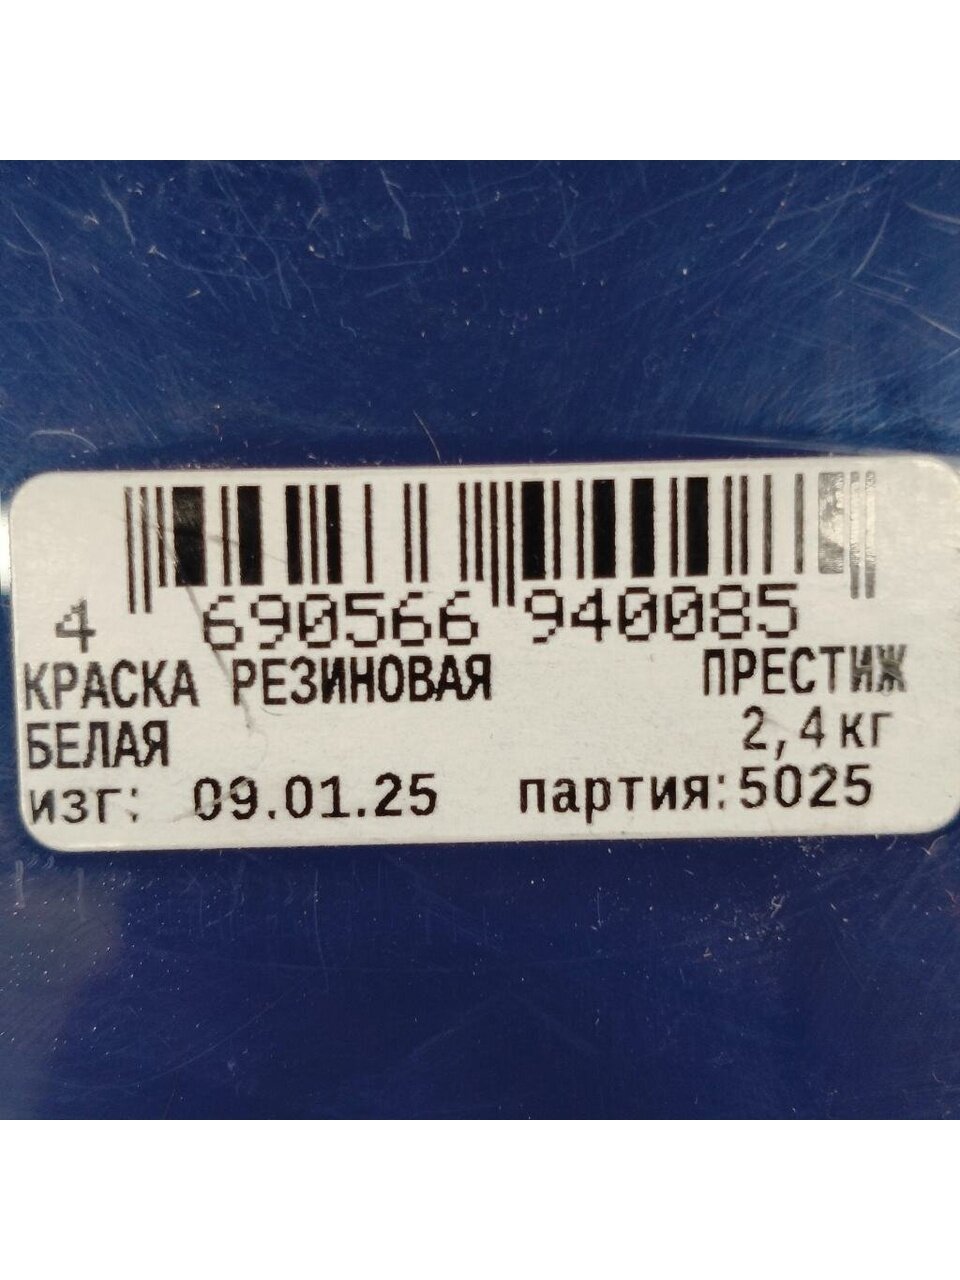 4 690566 940085
КРАСКА РЕЗИНОВАЯ ПРЕСТИЖ
БЕЛАЯ 2,4кг
изг: 09.01.25 партия:5025